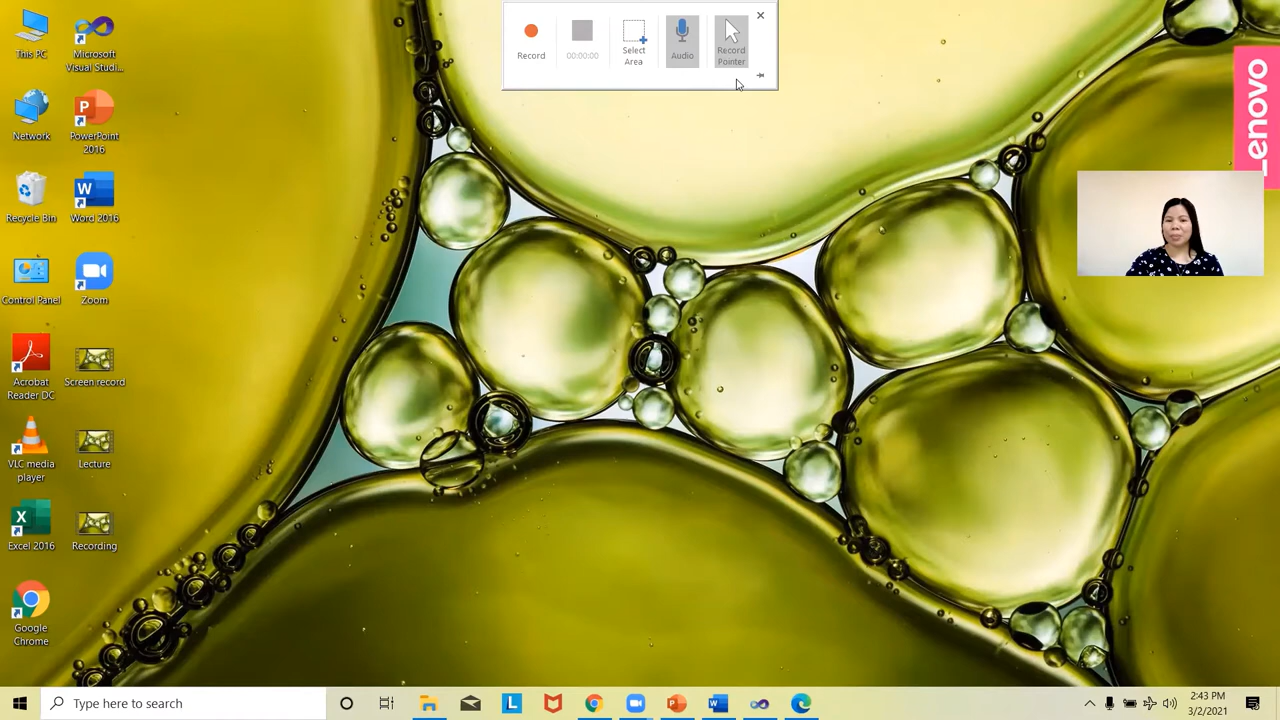 Record
00:00:00
Select
Area
Audio
Record
Pointer
This PC
Microsoft
Visual Studi...
Network
PowerPoint
2016
Recycle Bin
Word 2016
Control Panel
Zoom
Acrobat
Reader DC
Screen record
VLC media
player
Lecture
Excel 2016
Recording
Google
Chrome
Lenovo
Type here to search
2:43 PM
3/2/2021